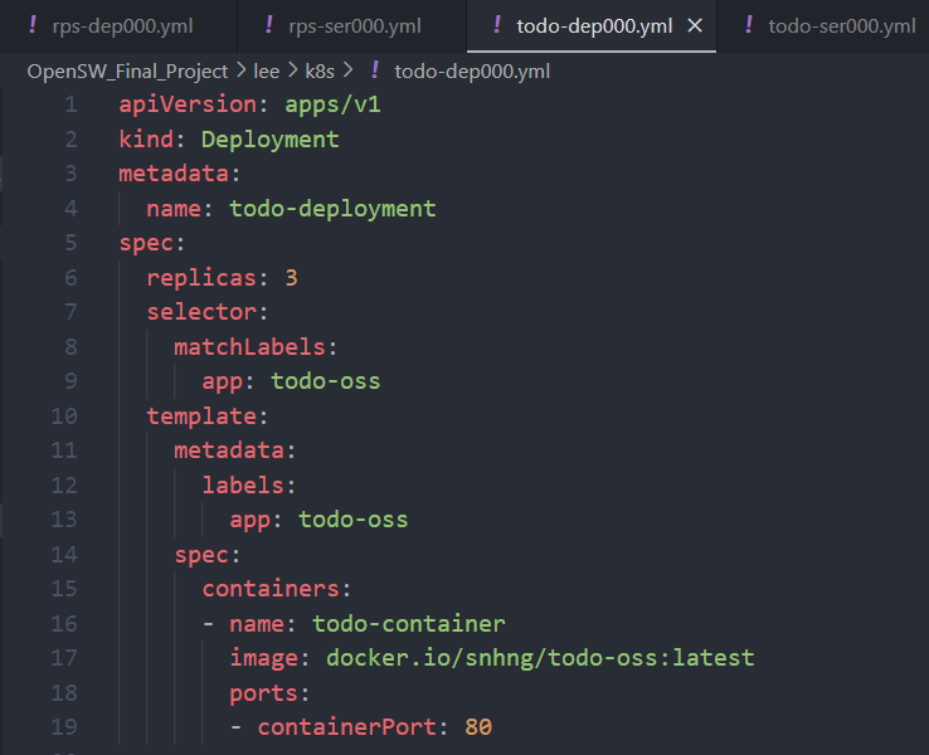 ! rps-dep000.yml ! rps-ser000.yml ! todo-dep000.yml × ! todo-ser000.yml
OpenSW_Final_Project > lee > k8s > ! todo-dep000.yml
1 apiVersion: apps/v1
2 kind: Deployment
3 metadata:
4   name: todo-deployment
5 spec:
6   replicas: 3
7   selector:
8     matchLabels:
9       app: todo-oss
10   template:
11     metadata:
12       labels:
13         app: todo-oss
14     spec:
15       containers:
16       - name: todo-container
17         image: docker.io/snhng/todo-oss:latest
18         ports:
19         - containerPort: 80